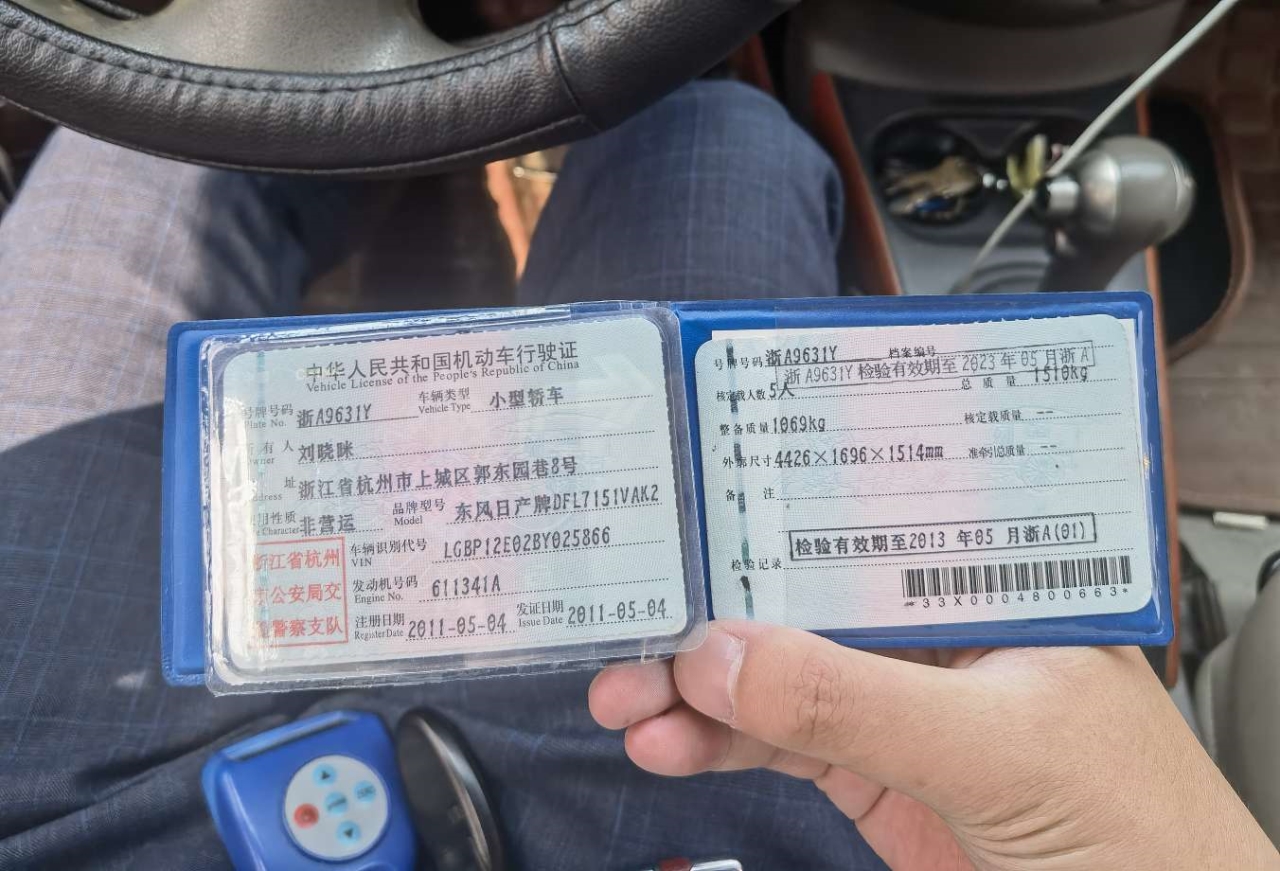 中华人民共和国机动车行驶证
Vehicle License of the People's Republic of China
号牌号码 浙A9631Y 车辆类型 小型轿车
Plate No. Vehicle Type
有人 刘晓咪
址 浙江省杭州市上城区郭东园巷8号
用性质 非营运 品牌型号 东风日产牌DFL7151VAK2
Character Model
浙江省杭州
公安局交
警察支队
车辆识别代号 LGBP12E02BY025866
VIN
发动机号码 611341A
Engine No.
注册日期 2011-05-04 发证日期 2011-05-04
Register Date Issue Date
号牌号码 浙A9631Y 档案编号
浙A9631Y 检验有效期至2023年05月浙A
核定载人数 5人 总质量 1510kg
整备质量 1069kg 核定载质量 --
外廓尺寸 4426×1696×1514mm 准牵引总质量 --
备注
检验有效期至2013年05月浙A(01)
检验记录
*33X0004800663*